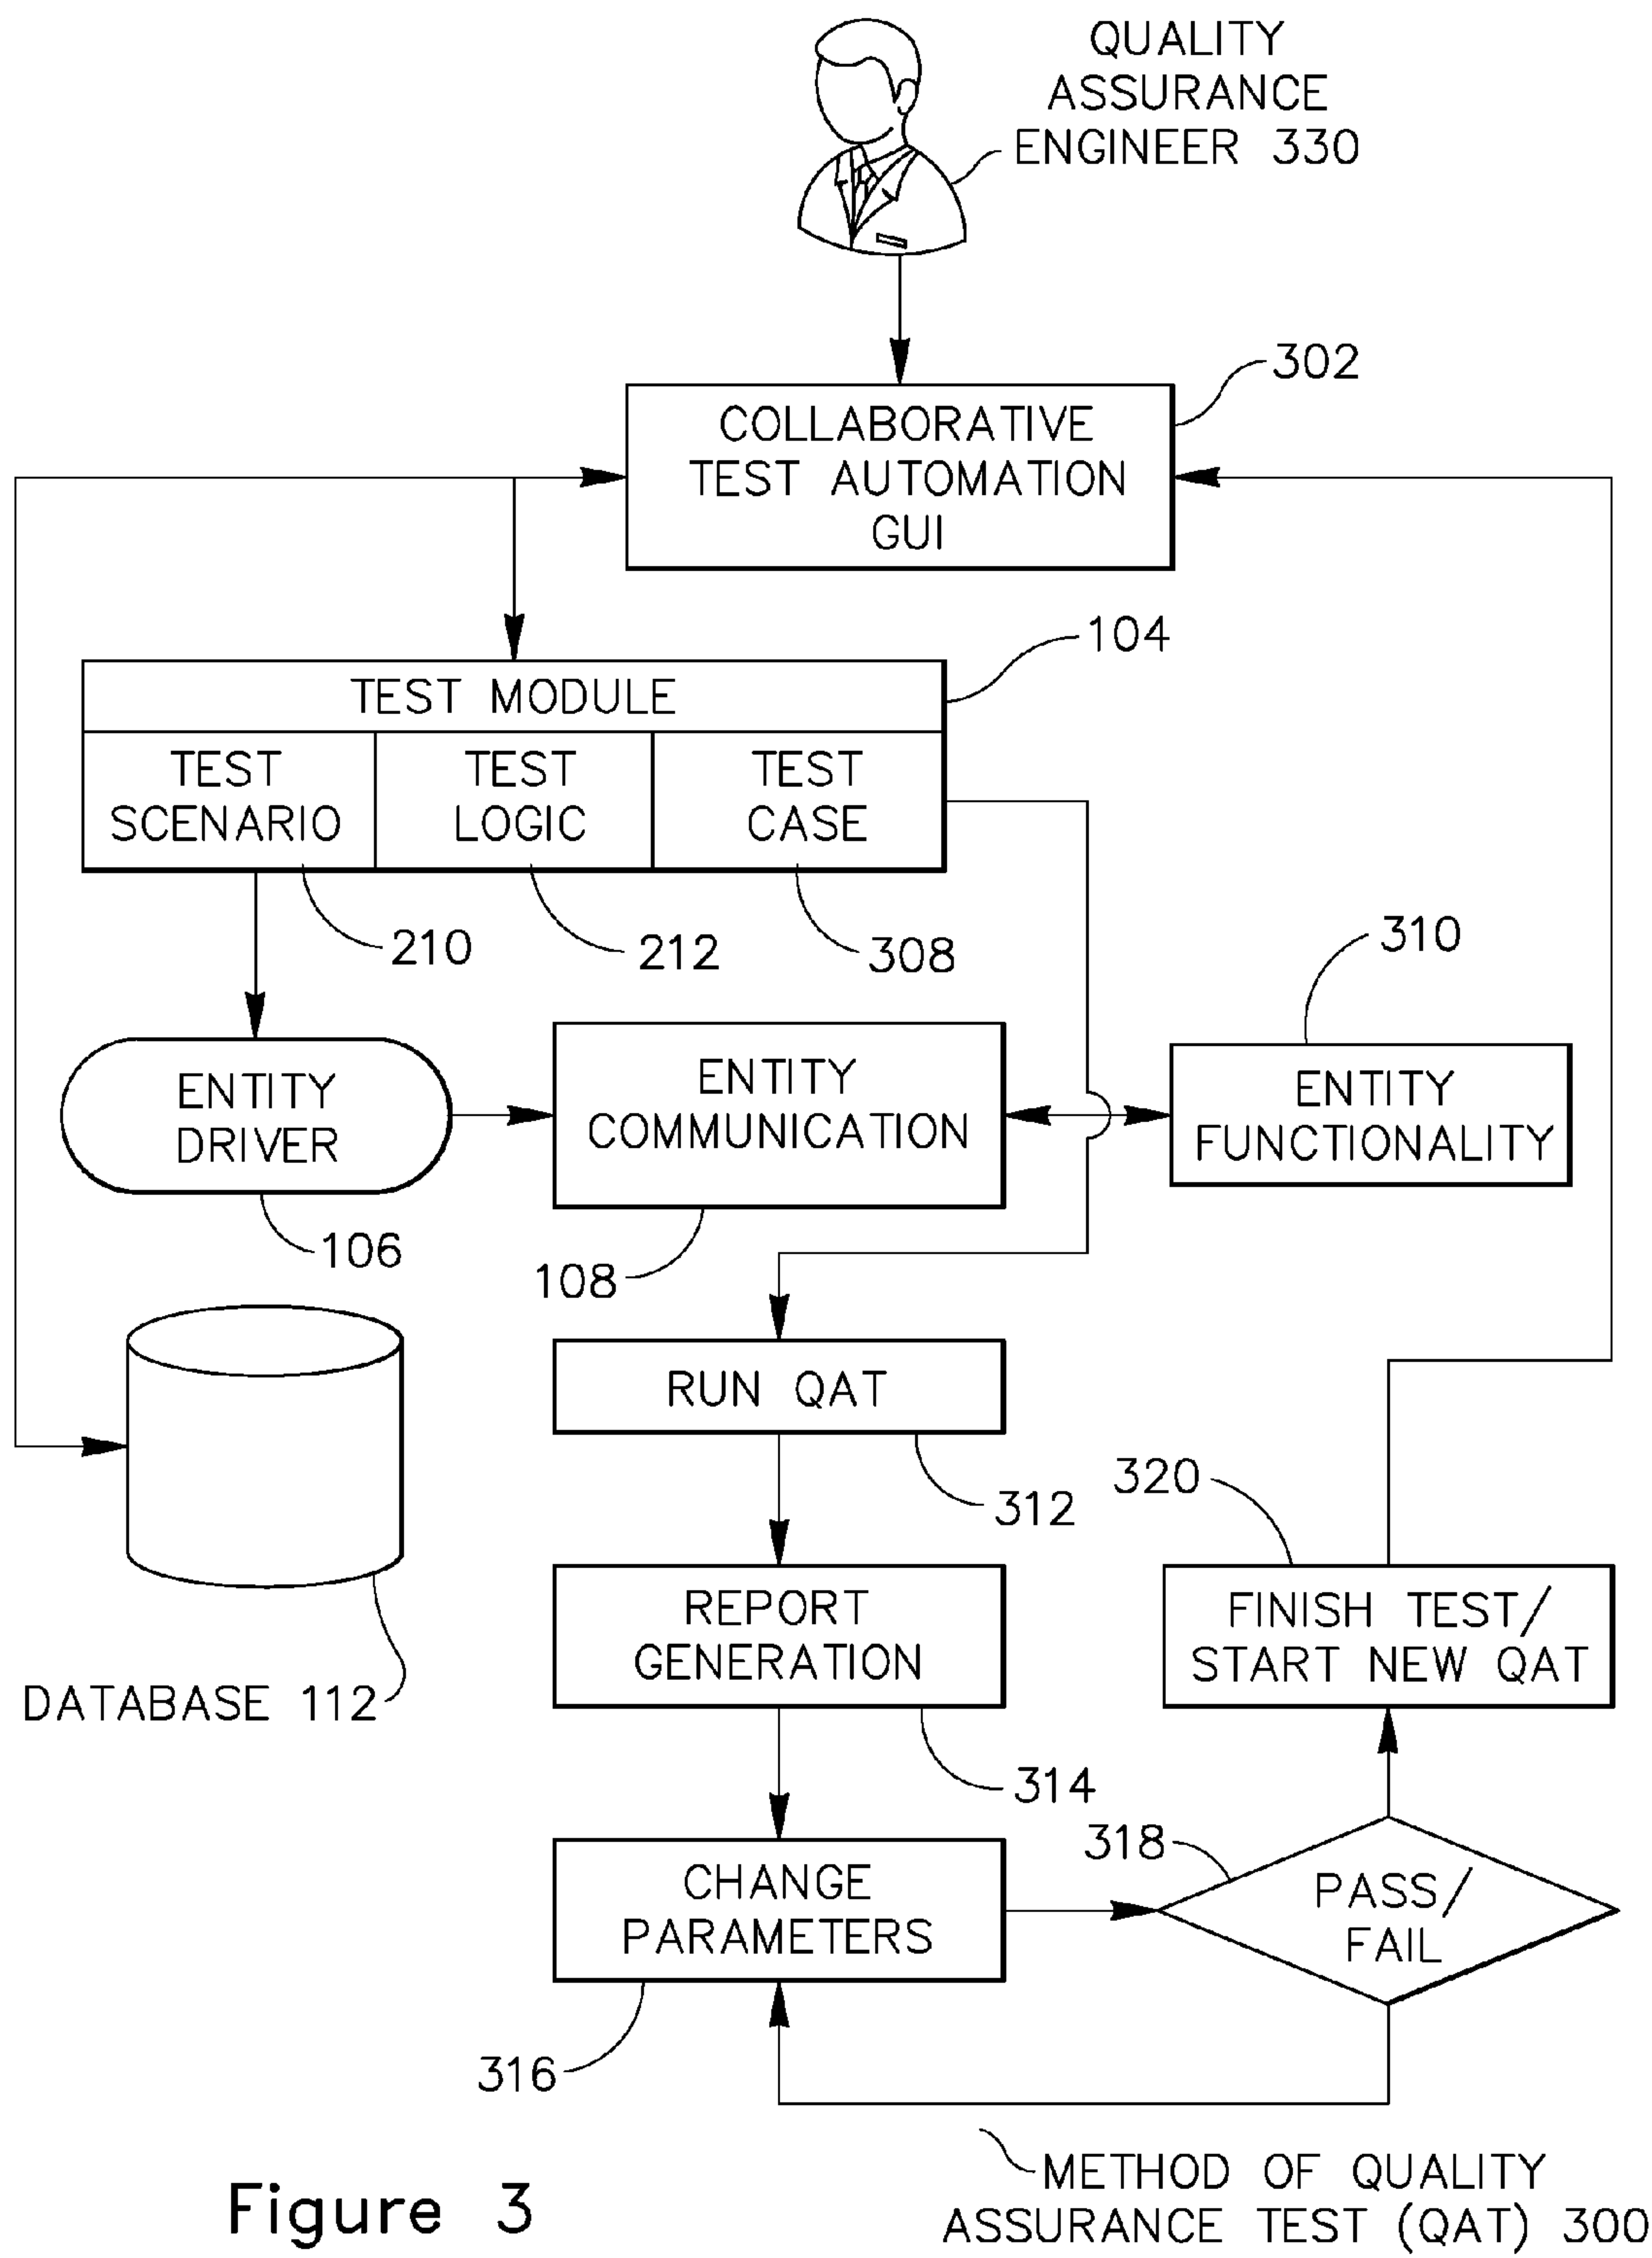 QUALITY
ASSURANCE
ENGINEER 330
302
COLLABORATIVE
TEST AUTOMATION
GUI
104
TEST MODULE
TEST
SCENARIO
TEST
LOGIC
TEST
CASE
210
212
308
310
ENTITY
DRIVER
ENTITY
COMMUNICATION
ENTITY
FUNCTIONALITY
106
108
RUN QAT
312
320
REPORT
GENERATION
FINISH TEST/
START NEW QAT
DATABASE 112
314
318
CHANGE
PARAMETERS
PASS/
FAIL
316
METHOD OF QUALITY
ASSURANCE TEST (QAT) 300
Figure 3